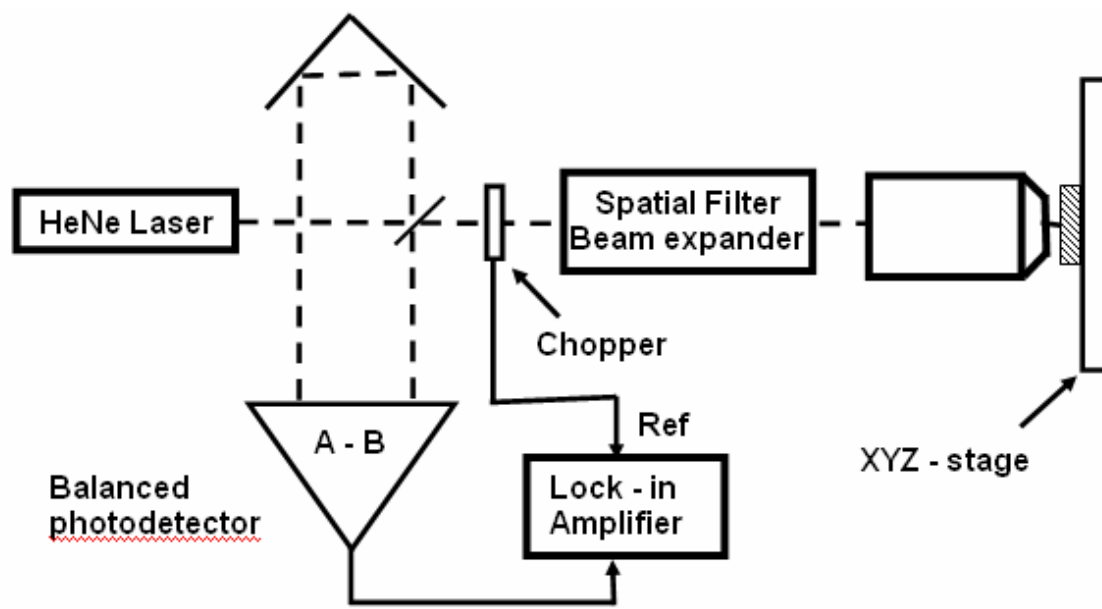 HeNe Laser
Spatial Filter
Beam expander
Chopper
A - B
Ref
XYZ - stage
Balanced
photodetector
Lock - in
Amplifier